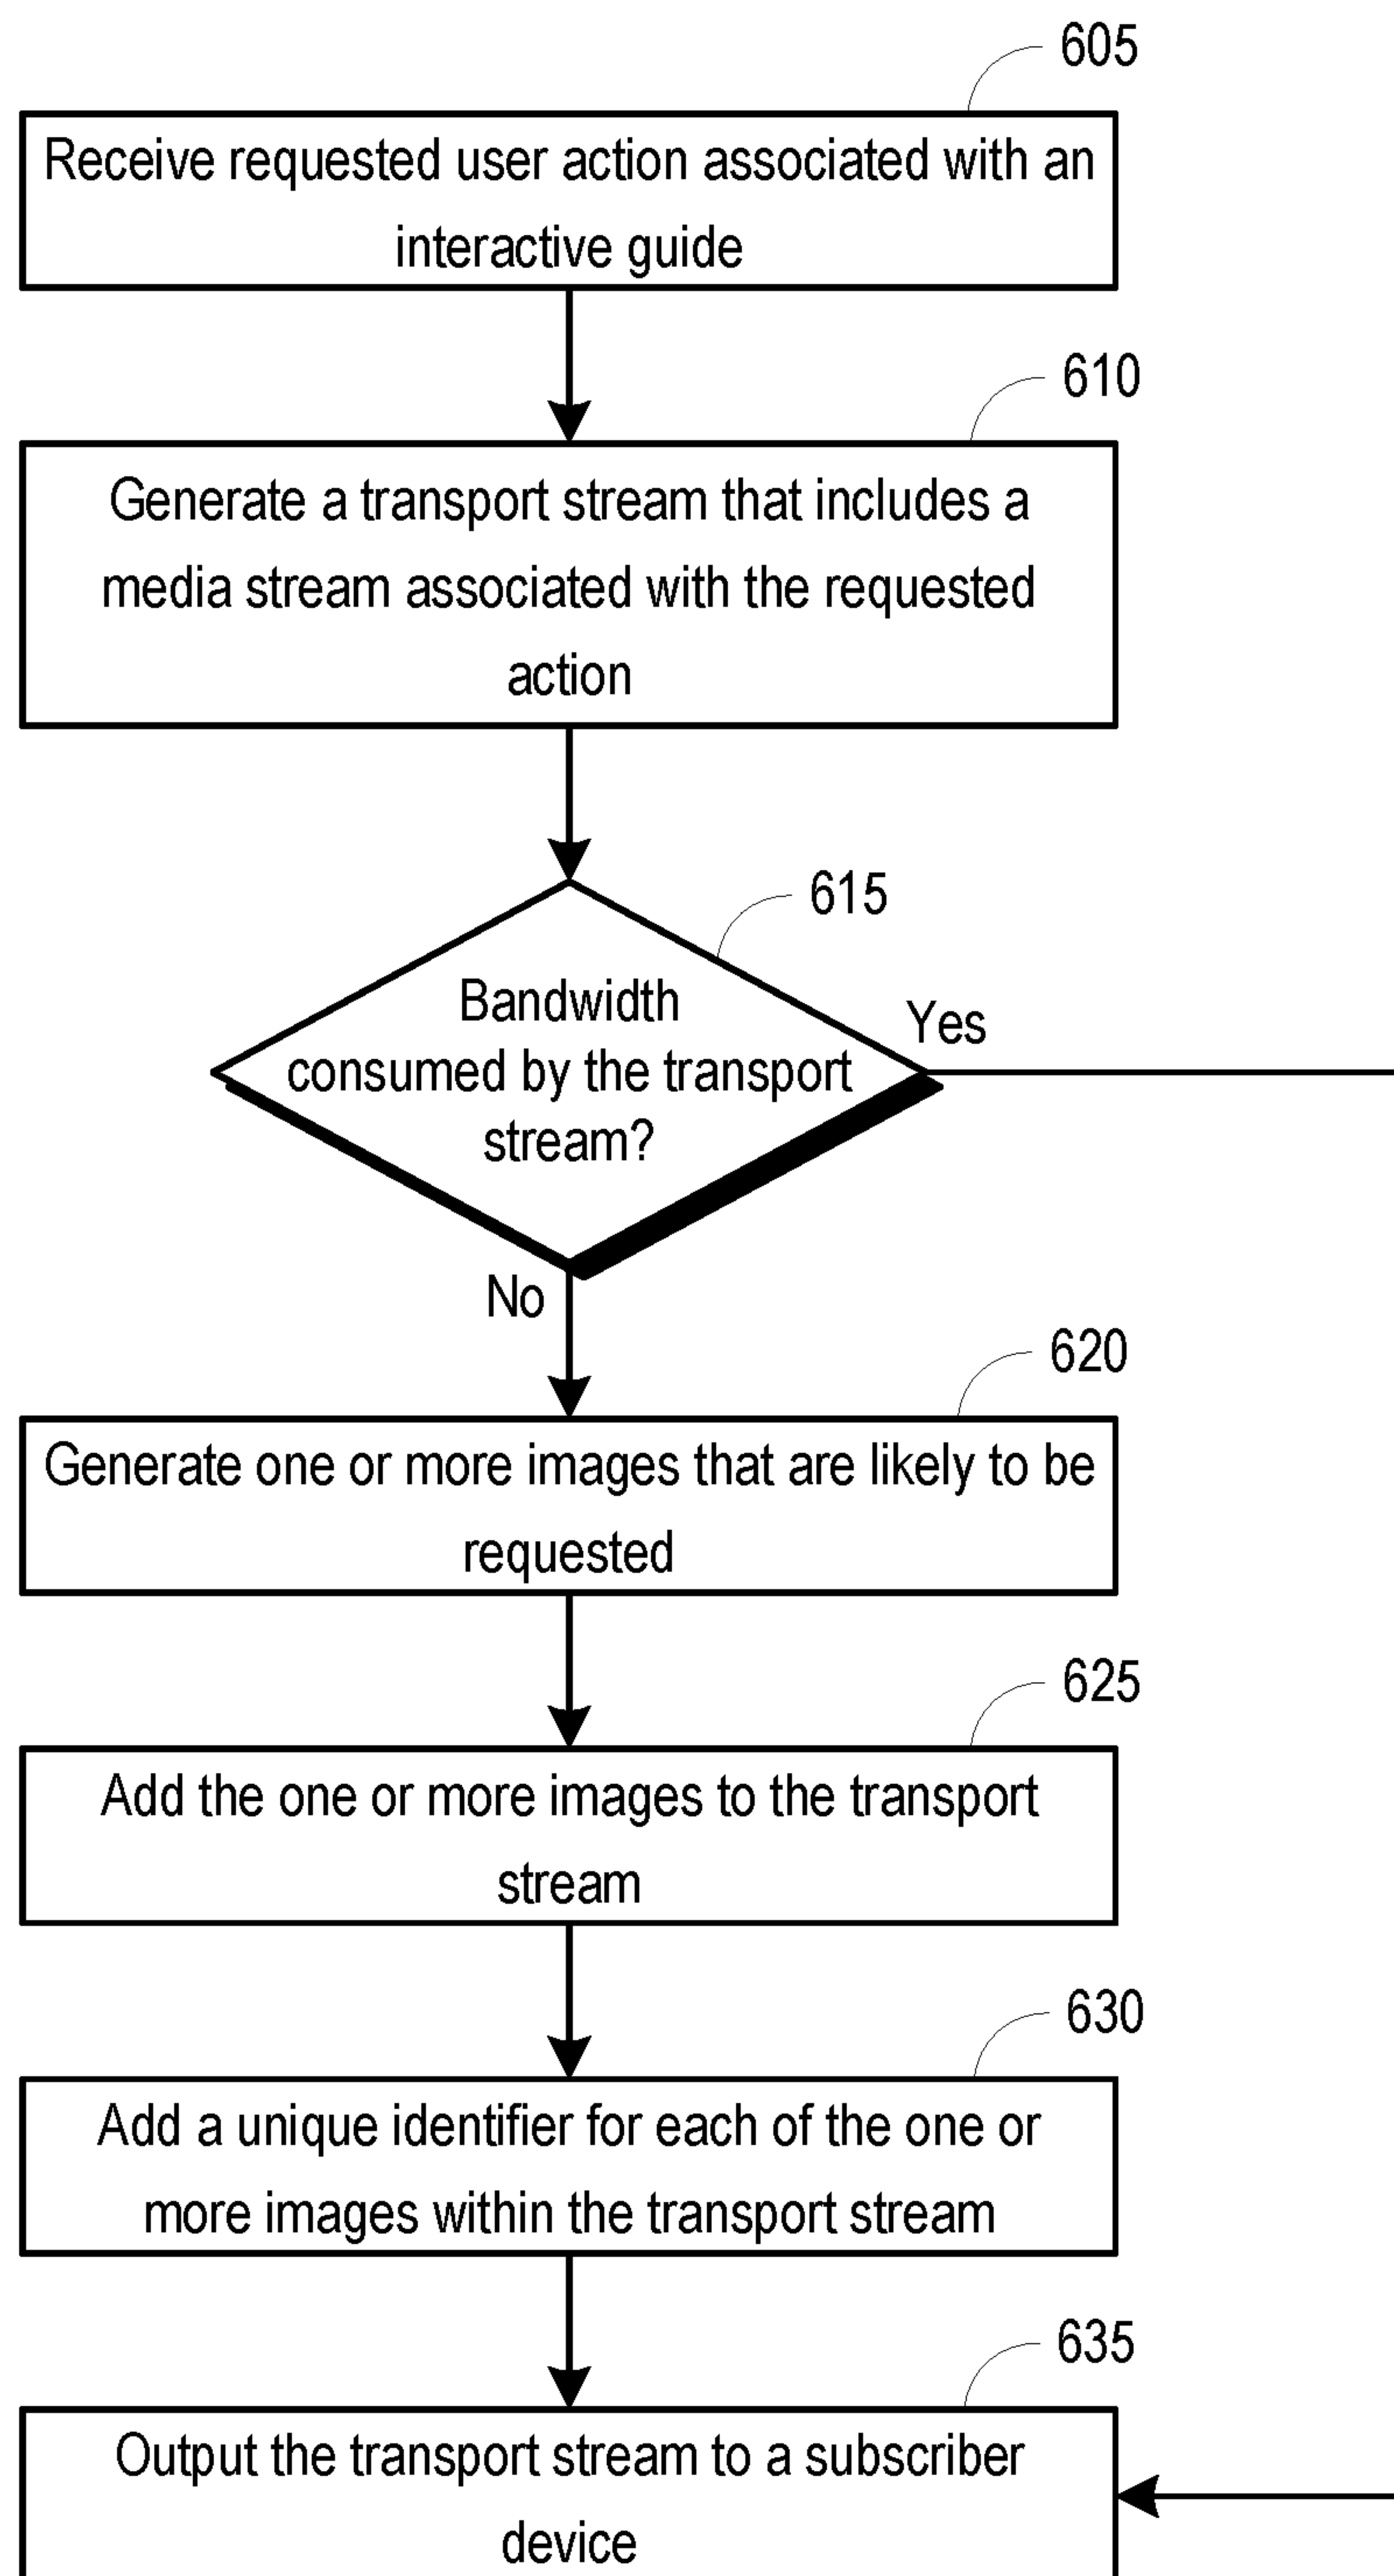 605
Receive requested user action associated with an
interactive guide
610
Generate a transport stream that includes a
media stream associated with the requested
action
615
Bandwidth
consumed by the transport
stream?
Yes
No
620
Generate one or more images that are likely to be
requested
625
Add the one or more images to the transport
stream
630
Add a unique identifier for each of the one or
more images within the transport stream
635
Output the transport stream to a subscriber
device